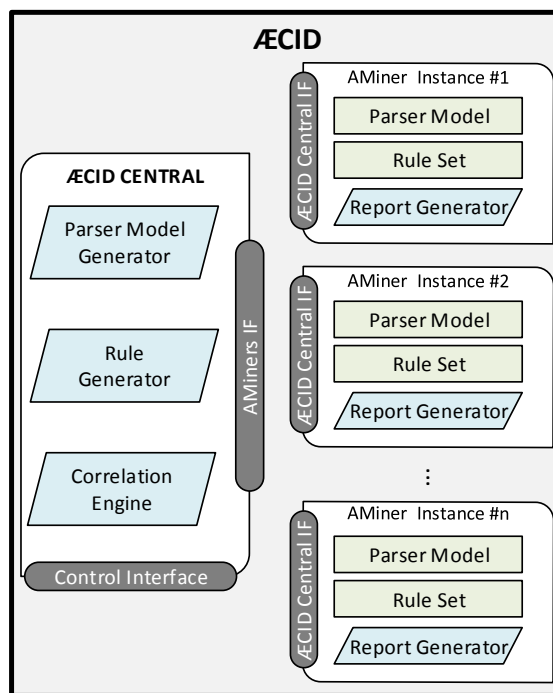 ÆCID
ÆCID CENTRAL
Parser Model
Generator
Rule
Generator
Correlation
Engine
Control Interface
AMiners IF
ÆCID Central IF
AMiner Instance #1
Parser Model
Rule Set
Report Generator
ÆCID Central IF
AMiner Instance #2
Parser Model
Rule Set
Report Generator
...
ÆCID Central IF
AMiner Instance #n
Parser Model
Rule Set
Report Generator